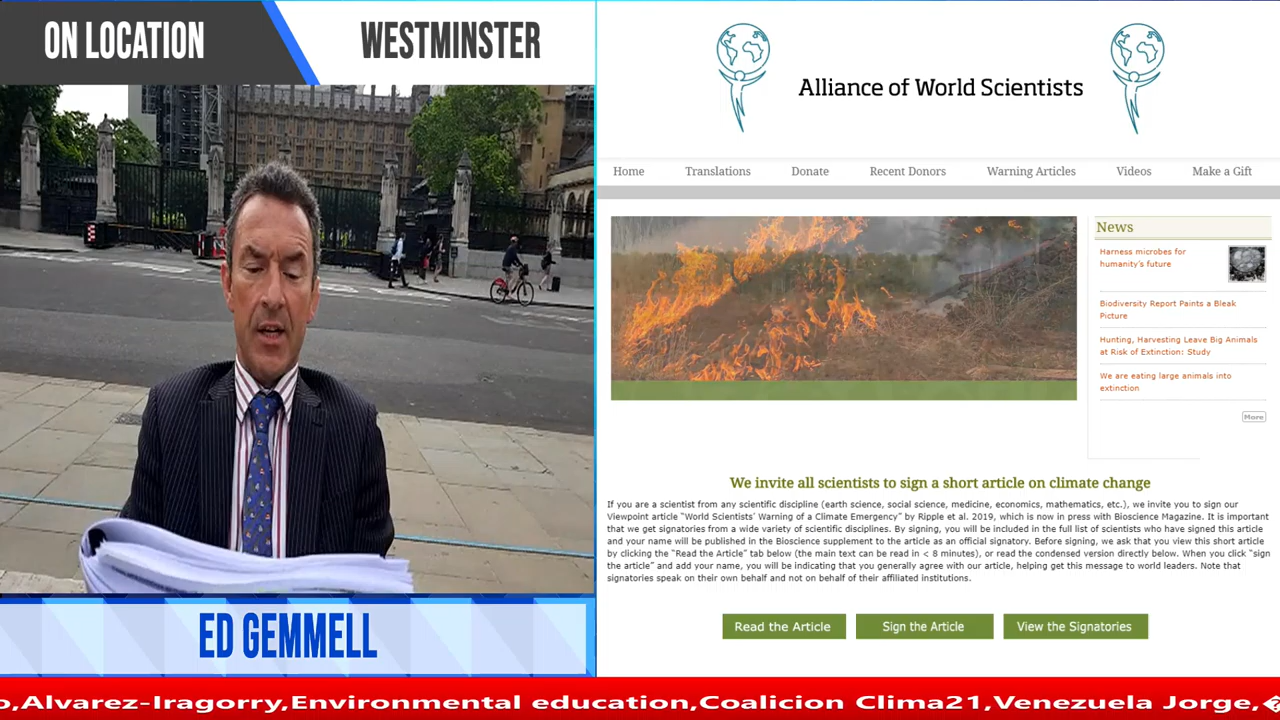 ON LOCATION
WESTMINSTER
ED GEMMELL
Alliance of World Scientists
Home
Translations
Donate
Recent Donors
Warning Articles
Videos
Make a Gift
News
Harness microbes for
humanity's future
Biodiversity Report Paints a Bleak
Picture
Hunting, Harvesting Leave Big Animals
at Risk of Extinction: Study
We are eating large animals into
extinction
More
We invite all scientists to sign a short article on climate change
If you are a scientist from any scientific discipline (earth science, social science, medicine, economics, mathematics, etc.), we invite you to sign our
Viewpoint article "World Scientists' Warning of a Climate Emergency" by Ripple et al. 2019, which is now in press with Bioscience Magazine. It is important
that we get signatories from a wide variety of scientific disciplines. By signing, you will be included in the full list of scientists who have signed this article
and your name will be published in the Bioscience supplement to the article as an official signatory. Before signing, we ask that you view this short article
by clicking the "Read the Article" tab below (the main text can be read in < 8 minutes), or read the condensed version directly below. When you click "sign
the article" and add your name, you will be indicating that you generally agree with our article, helping get this message to world leaders. Note that
signatories speak on their own behalf and not on behalf of their affiliated institutions.
Read the Article
Sign the Article
View the Signatories
o,Alvarez-Iragorry,Environmental education,Coalicion Clima21,Venezuela Jorge,�